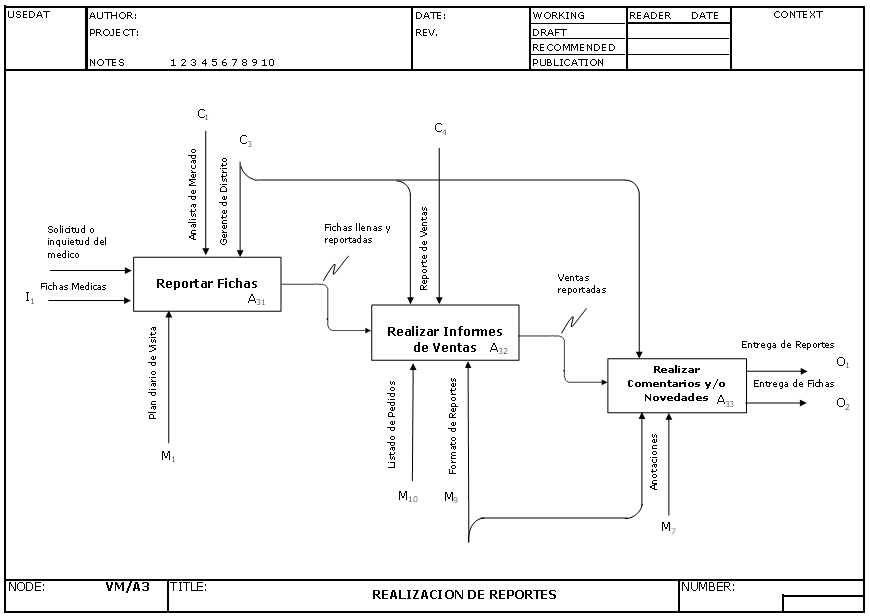 USEDAT
AUTHOR:
PROJECT:
NOTES 1 2 3 4 5 6 7 8 9 10
DATE:
REV.
WORKING
DRAFT
RECOMMENDED
PUBLICATION
READER DATE
CONTEXT
C1
C3
C4
Analista de Mercado
Gerente de Distrito
Reporte de Ventas
Solicitud o
inquietud del
medico
Fichas Medicas
I1
Reportar Fichas
A31
Fichas llenas y
reportadas
Plan diario de Visita
M1
Realizar Informes
de Ventas A32
Ventas
reportadas
Listado de Pedidos
M10
Formato de Reportes
M9
Realizar
Comentarios y/o
Novedades A33
Anotaciones
M7
Entrega de Reportes
O1
Entrega de Fichas
O2
NODE: VM/A3
TITLE:
REALIZACION DE REPORTES
NUMBER: